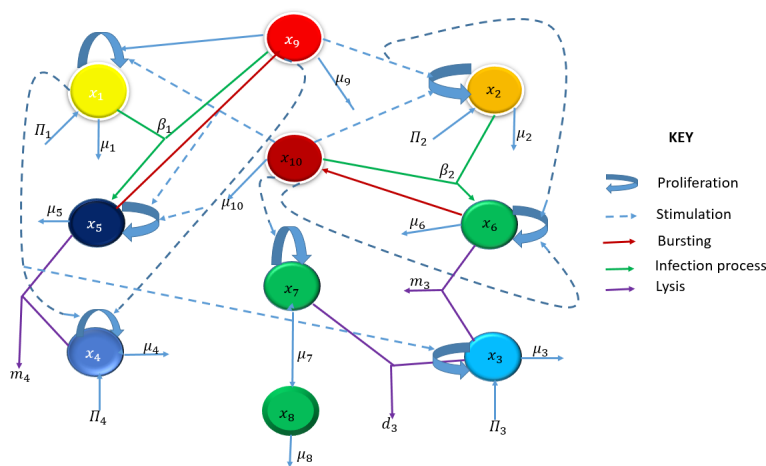 x₉
x₁
μ₉
x₂
Π₁
μ₁
β₁
Π₂
μ₂
KEY
x₁₀
β₂
Proliferation
μ₁₀
Stimulation
μ₅
x₅
μ₆
x₆
Bursting
Infection process
m₃
Lysis
x₇
m₄
x₄
μ₄
μ₇
x₃
μ₃
Π₄
x₈
d₃
Π₃
μ₈